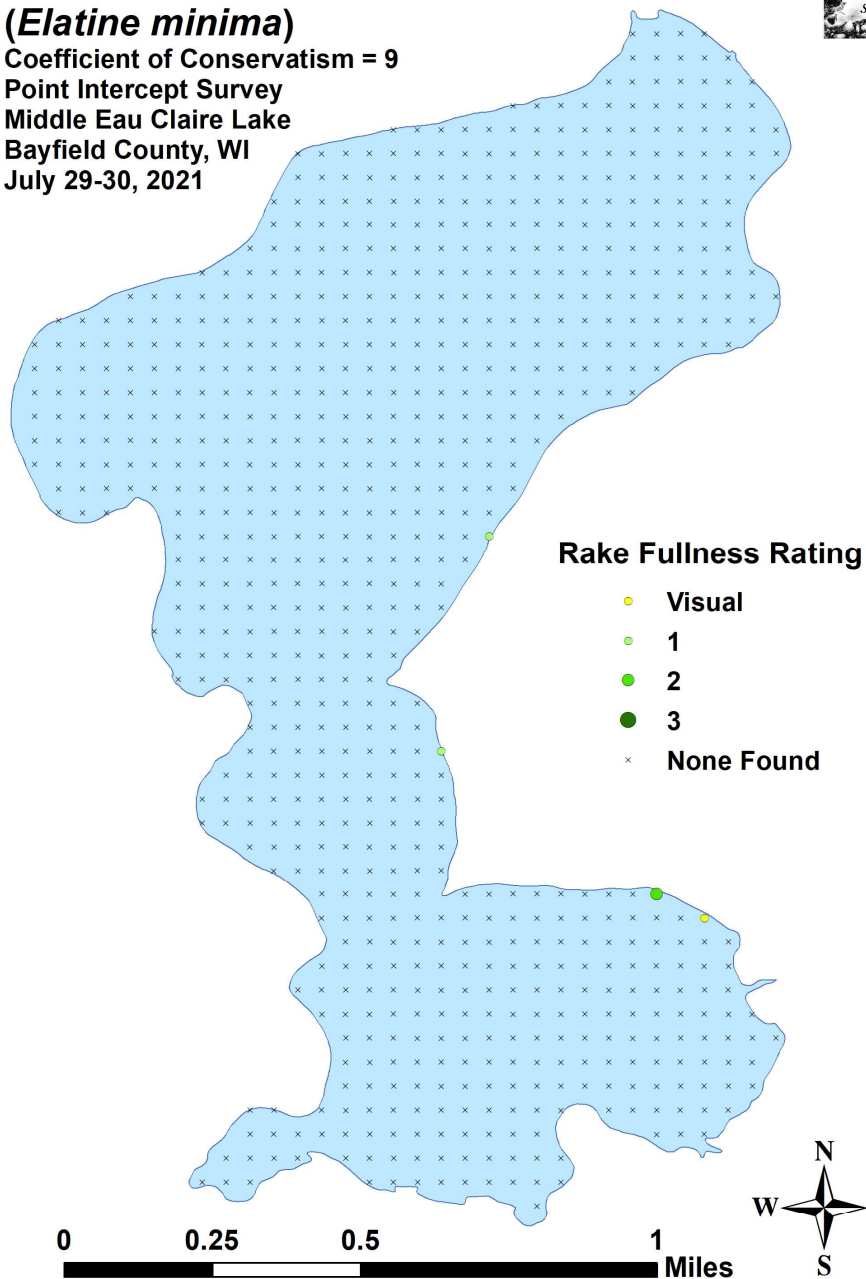 (Elatine minima)
Coefficient of Conservatism = 9
Point Intercept Survey
Middle Eau Claire Lake
Bayfield County, WI
July 29-30, 2021
Rake Fullness Rating
Visual
1
2
3
None Found
N
W
S
0 0.25 0.5 1
Miles